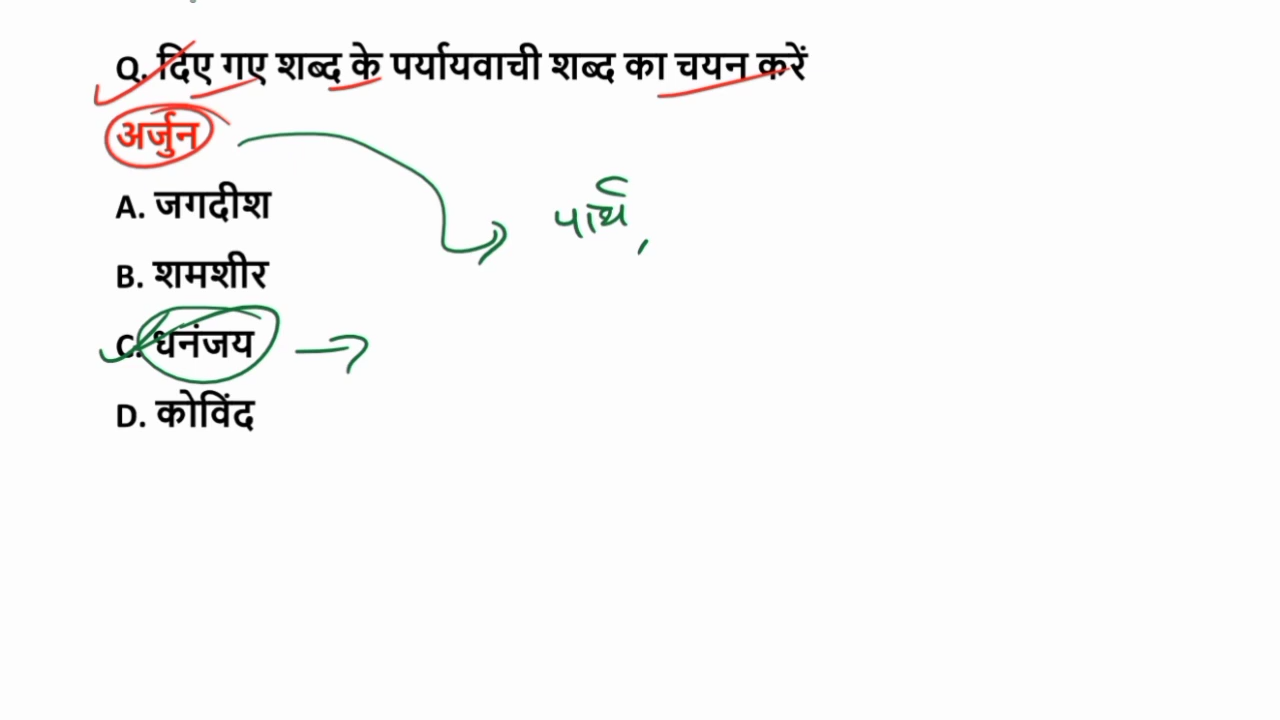 Q. दिए गए शब्द के पर्यायवाची शब्द का चयन करें
अर्जुन
A. जगदीश
पार्थ,
B. शमशीर
C. धनंजय
D. कोविंद